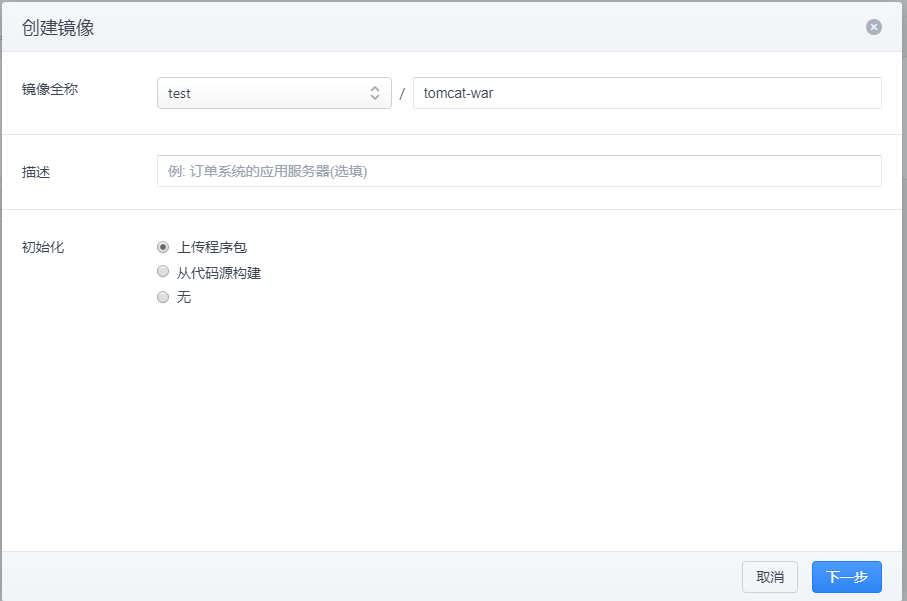 创建镜像
镜像全称 test / tomcat-war
描述 例: 订单系统的应用服务器(选填)
初始化 上传程序包
从代码源构建
无
取消 下一步